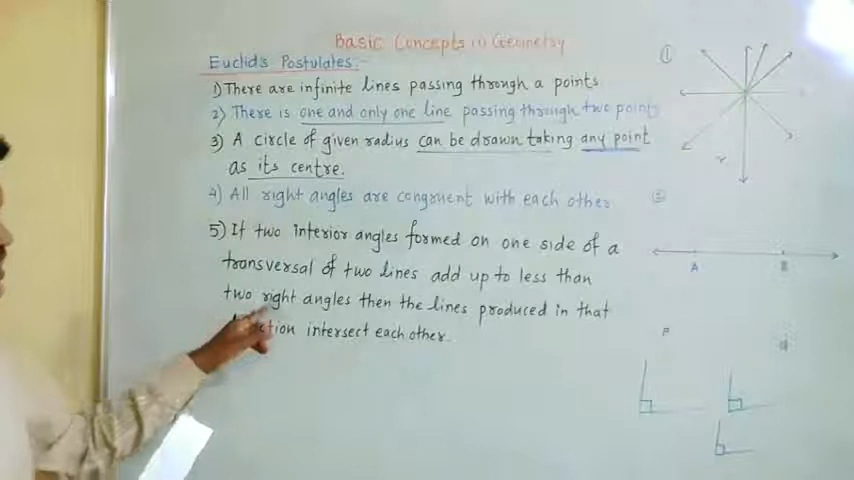 Basic Concepts in Geometry
Euclid's Postulates:-
1) There are infinite lines passing through a points
2) There is one and only one line passing through two points
3) A circle of given radius can be drawn taking any point
as its centre.
4) All right angles are congruent with each other
5) If two interior angles formed on one side of a
transversal of two lines add up to less than
two right angles then the lines produced in that
intersect each other.
①
②
A B
P